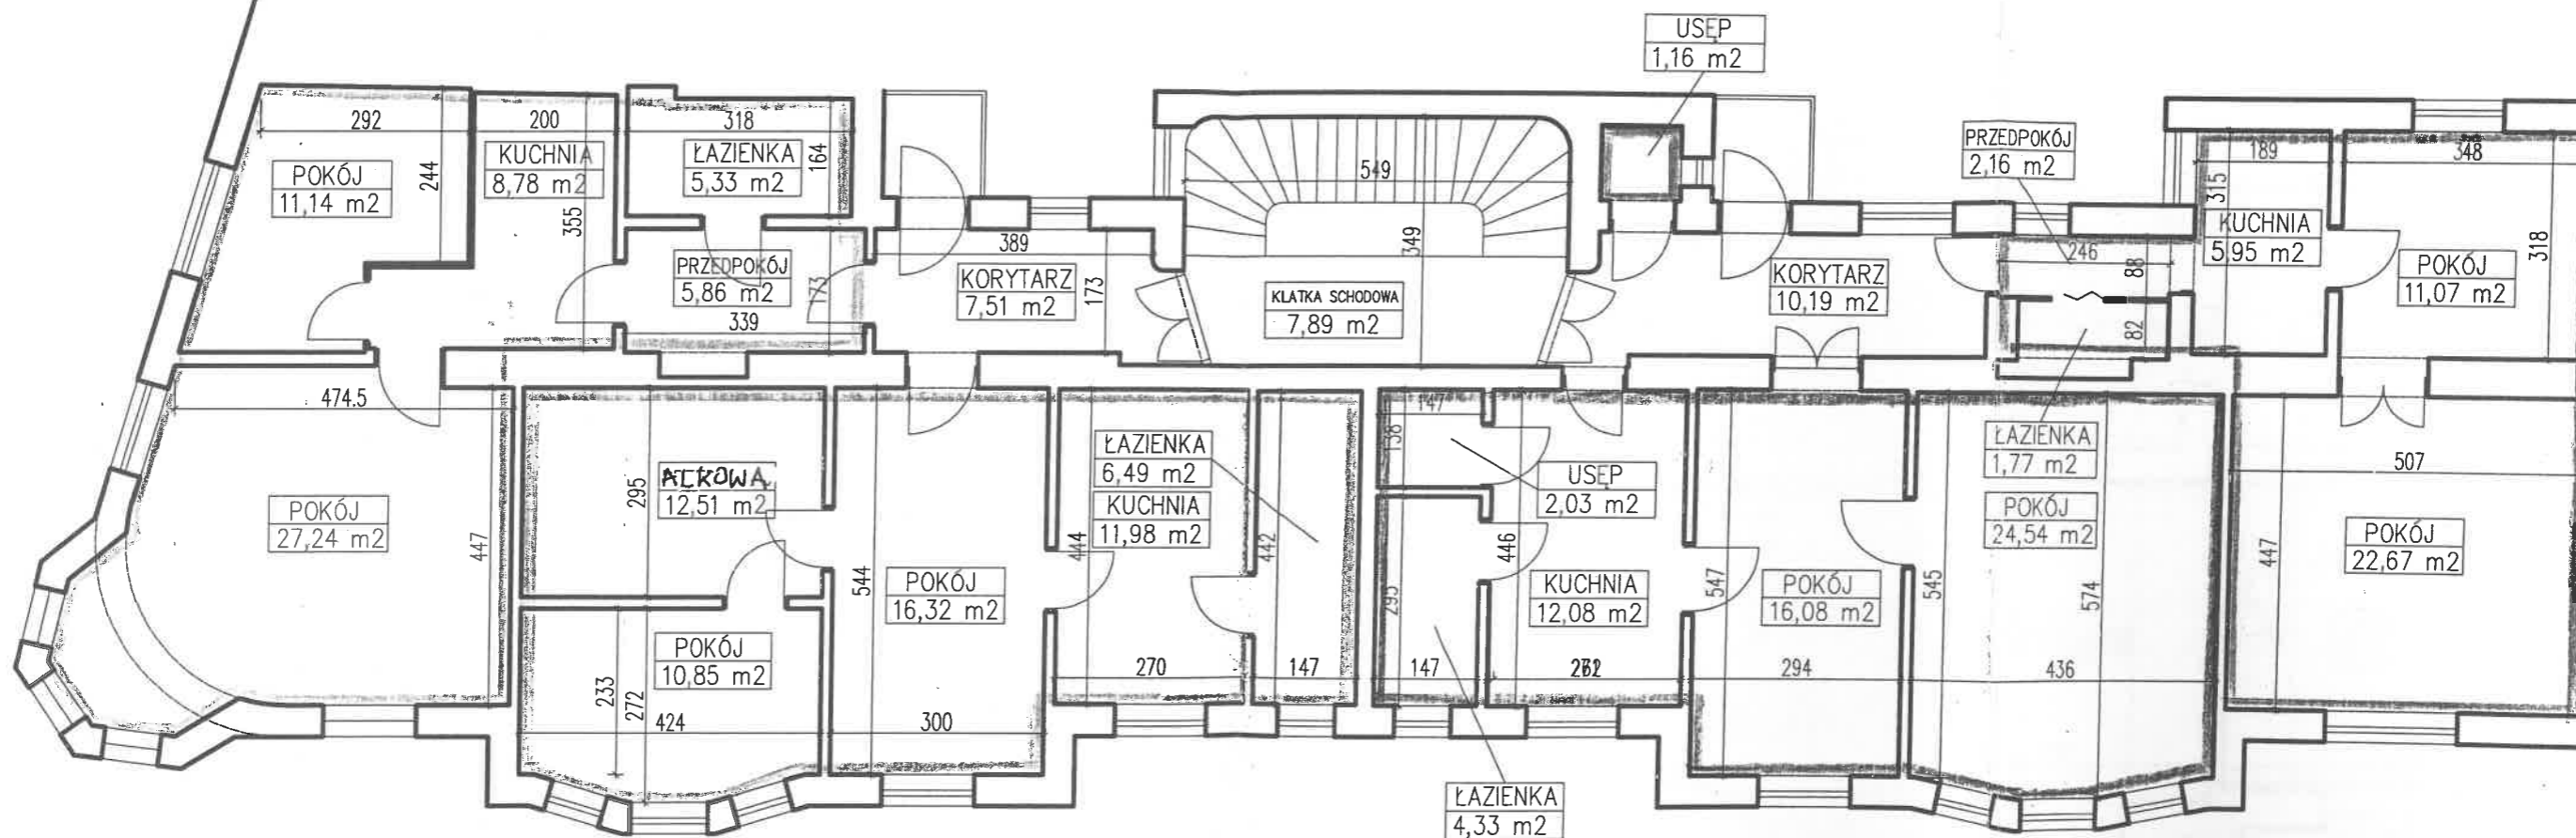 USĘP
1,16 m2
292
200
318
POKÓJ
11,14 m2
244
KUCHNIA
8,78 m2
355
ŁAZIENKA
5,33 m2
164
PRZEDPOKÓJ
5,86 m2
173
339
389
KORYTARZ
7,51 m2
173
549
349
KLATKA SCHODOWA
7,89 m2
KORYTARZ
10,19 m2
PRZEDPOKÓJ
2,16 m2
246
88
82
189
315
KUCHNIA
5,95 m2
348
318
POKÓJ
11,07 m2
474.5
POKÓJ
27,24 m2
447
295
ALKOWA
12,51 m2
POKÓJ
10,85 m2
233
272
424
544
POKÓJ
16,32 m2
300
ŁAZIENKA
6,49 m2
KUCHNIA
11,98 m2
444
442
270
147
147
138
USĘP
2,03 m2
295
147
446
KUCHNIA
12,08 m2
ŁAZIENKA
4,33 m2
547
POKÓJ
16,08 m2
294
545
ŁAZIENKA
1,77 m2
POKÓJ
24,54 m2
574
436
507
447
POKÓJ
22,67 m2